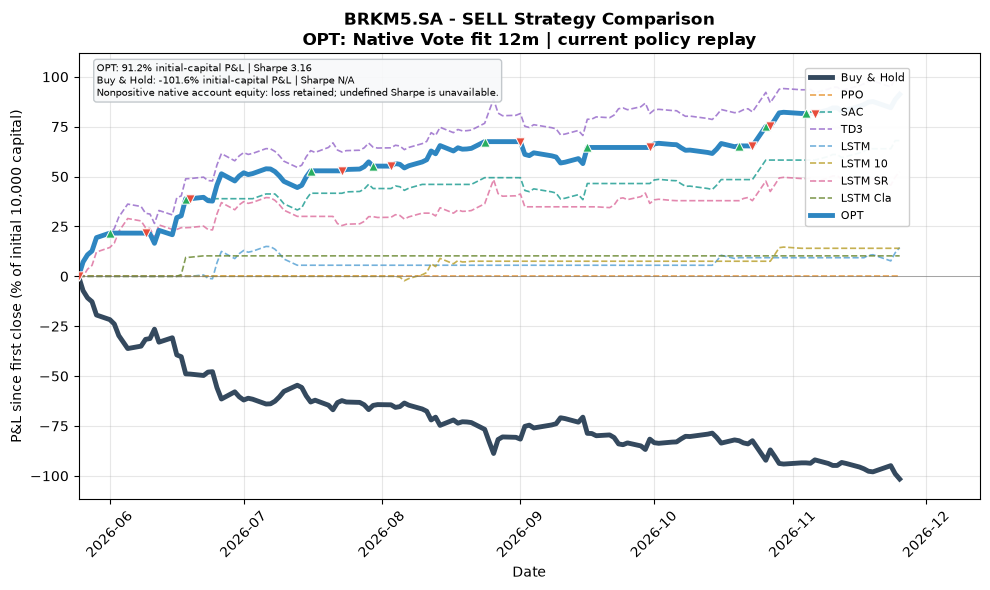 BRKM5.SA - SELL Strategy Comparison
OPT: Native Vote fit 12m | current policy replay
OPT: 91.2% initial-capital P&L | Sharpe 3.16
Buy & Hold: -101.6% initial-capital P&L | Sharpe N/A
Nonpositive native account equity: loss retained; undefined Sharpe is unavailable.
Buy & Hold
PPO
SAC
TD3
LSTM
LSTM 10
LSTM SR
LSTM Cla
OPT
P&L since first close (% of initial 10,000 capital)
100
75
50
25
0
−25
−50
−75
−100
2026-06
2026-07
2026-08
2026-09
2026-10
2026-11
2026-12
Date